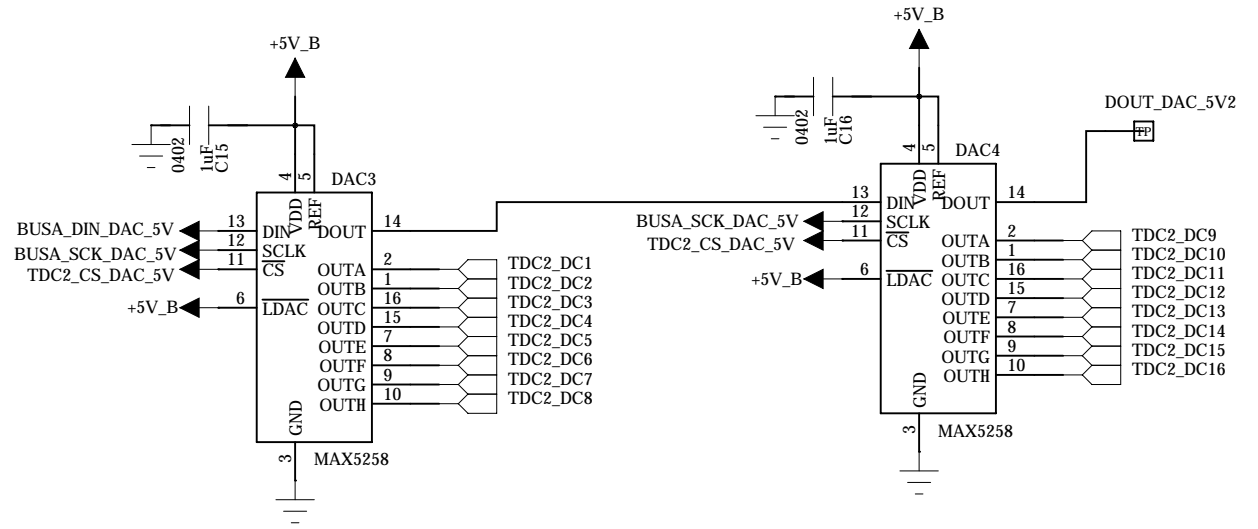 +5V_B
0402
1uF
C15
4
5
DAC3
VDD
REF
BUSA_DIN_DAC_5V 13 DIN DOUT 14
BUSA_SCK_DAC_5V 12 SCLK
TDC2_CS_DAC_5V 11 CS
+5V_B 6 LDAC
OUTA 2 TDC2_DC1
OUTB 1 TDC2_DC2
OUTC 16 TDC2_DC3
OUTD 15 TDC2_DC4
OUTE 7 TDC2_DC5
OUTF 8 TDC2_DC6
OUTG 9 TDC2_DC7
OUTH 10 TDC2_DC8
GND
3
MAX5258
+5V_B
0402
1uF
C16
4
5
DAC4
VDD
REF
DOUT_DAC_5V2
TP
13 DIN DOUT 14
BUSA_SCK_DAC_5V 12 SCLK
TDC2_CS_DAC_5V 11 CS
+5V_B 6 LDAC
OUTA 2 TDC2_DC9
OUTB 1 TDC2_DC10
OUTC 16 TDC2_DC11
OUTD 15 TDC2_DC12
OUTE 7 TDC2_DC13
OUTF 8 TDC2_DC14
OUTG 9 TDC2_DC15
OUTH 10 TDC2_DC16
GND
3
MAX5258